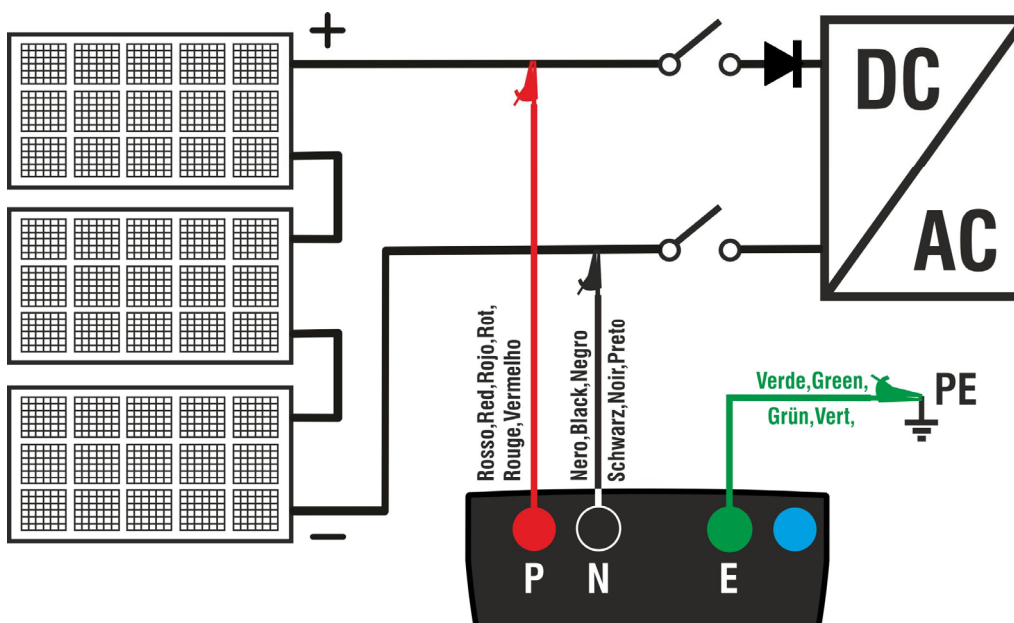 +
DC
AC
Rosso,Red,Rojo,Rot,
Rouge,Vermelho
Nero,Black,Negro
Schwarz,Noir,Preto
Verde,Green,
Grün,Vert,
PE
−
P N E